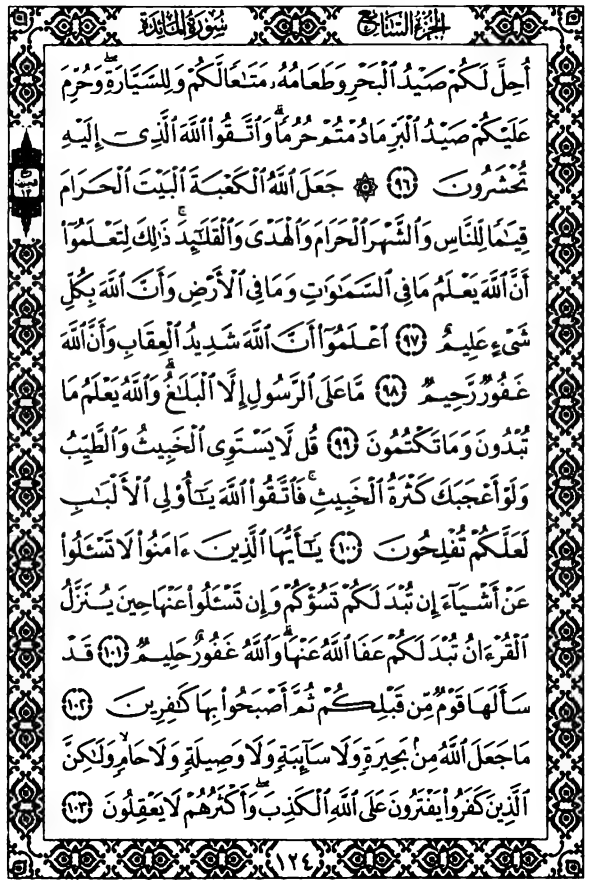 الجزء السابع سورة المائدة
أُحِلَّ لَكُمْ صَيْدُ ٱلْبَحْرِ وَطَعَامُهُۥ مَتَٰعًا لَّكُمْ وَلِلسَّيَّارَةِۖ وَحُرِّمَ
عَلَيْكُمْ صَيْدُ ٱلْبَرِّ مَا دُمْتُمْ حُرُمًاۗ وَٱتَّقُوا۟ ٱللَّهَ ٱلَّذِىٓ إِلَيْهِ
تُحْشَرُونَ ٩٦ ۞ جَعَلَ ٱللَّهُ ٱلْكَعْبَةَ ٱلْبَيْتَ ٱلْحَرَامَ
قِيَٰمًا لِّلنَّاسِ وَٱلشَّهْرَ ٱلْحَرَامَ وَٱلْهَدْىَ وَٱلْقَلَٰٓئِدَۚ ذَٰلِكَ لِتَعْلَمُوٓا۟
أَنَّ ٱللَّهَ يَعْلَمُ مَا فِى ٱلسَّمَٰوَٰتِ وَمَا فِى ٱلْأَرْضِ وَأَنَّ ٱللَّهَ بِكُلِّ
شَىْءٍ عَلِيمٌ ٩٧ ٱعْلَمُوٓا۟ أَنَّ ٱللَّهَ شَدِيدُ ٱلْعِقَابِ وَأَنَّ ٱللَّهَ
غَفُورٌ رَّحِيمٌ ٩٨ مَّا عَلَى ٱلرَّسُولِ إِلَّا ٱلْبَلَٰغُۗ وَٱللَّهُ يَعْلَمُ مَا
تُبْدُونَ وَمَا تَكْتُمُونَ ٩٩ قُل لَّا يَسْتَوِى ٱلْخَبِيثُ وَٱلطَّيِّبُ
وَلَوْ أَعْجَبَكَ كَثْرَةُ ٱلْخَبِيثِۚ فَٱتَّقُوا۟ ٱللَّهَ يَٰٓأُو۟لِى ٱلْأَلْبَٰبِ
لَعَلَّكُمْ تُفْلِحُونَ ١٠٠ يَٰٓأَيُّهَا ٱلَّذِينَ ءَامَنُوا۟ لَا تَسْـَٔلُوا۟
عَنْ أَشْيَآءَ إِن تُبْدَ لَكُمْ تَسُؤْكُمْ وَإِن تَسْـَٔلُوا۟ عَنْهَا حِينَ يُنَزَّلُ
ٱلْقُرْءَانُ تُبْدَ لَكُمْ عَفَا ٱللَّهُ عَنْهَاۗ وَٱللَّهُ غَفُورٌ حَلِيمٌ ١٠١ قَدْ
سَأَلَهَا قَوْمٌ مِّن قَبْلِكُمْ ثُمَّ أَصْبَحُوا۟ بِهَا كَٰفِرِينَ ١٠٢
مَا جَعَلَ ٱللَّهُ مِنۢ بَحِيرَةٍ وَلَا سَآئِبَةٍ وَلَا وَصِيلَةٍ وَلَا حَامٍۙ وَلَٰكِنَّ
ٱلَّذِينَ كَفَرُوا۟ يَفْتَرُونَ عَلَى ٱللَّهِ ٱلْكَذِبَۖ وَأَكْثَرُهُمْ لَا يَعْقِلُونَ ١٠٣
١٢٤